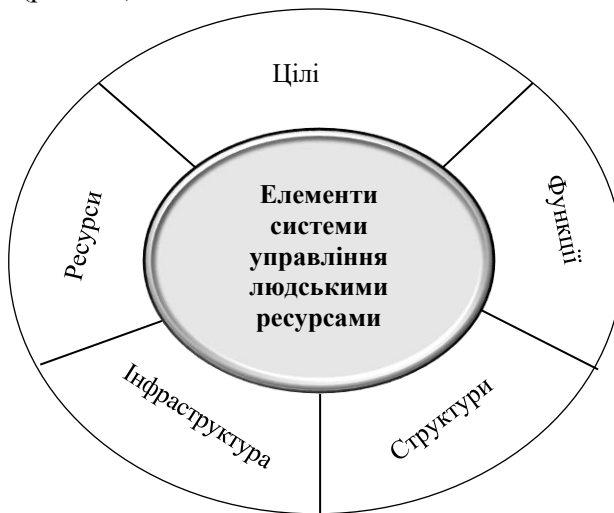 Цілі
Функції
Структури
Інфраструктура
Ресурси
Елементи
системи
управління
людськими
ресурсами